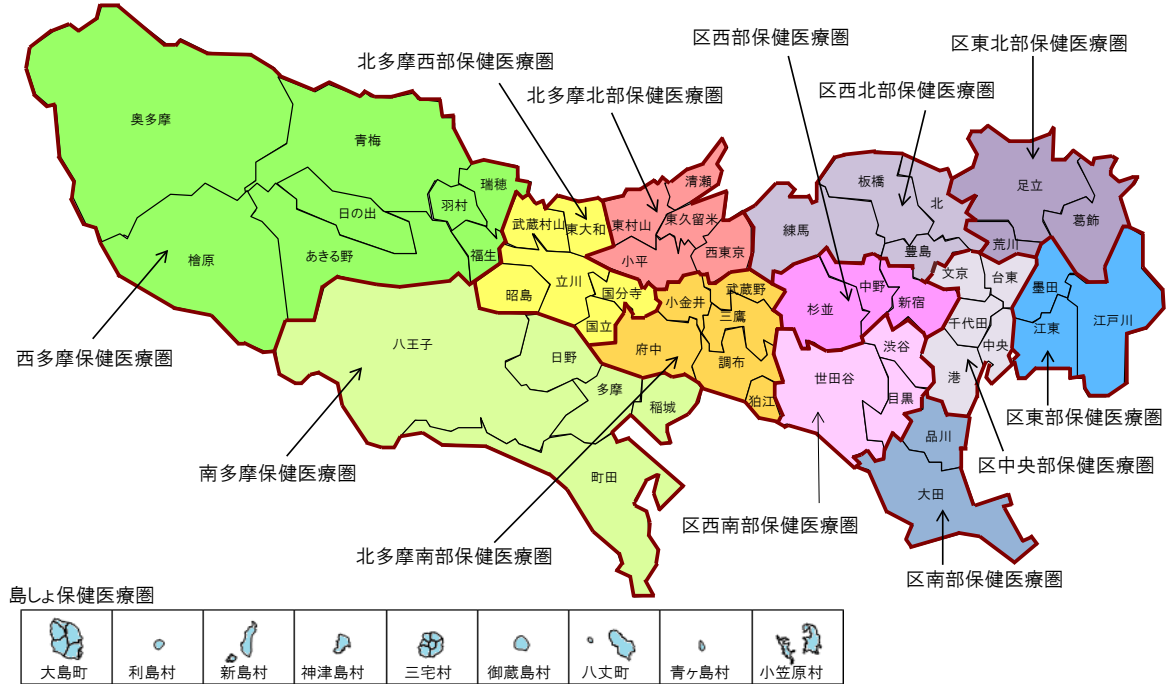 区西部保健医療圏
区東北部保健医療圏
北多摩西部保健医療圏
区西北部保健医療圏
北多摩北部保健医療圏
奥多摩
青梅
瑞穂
羽村
日の出
あきる野
福生
檜原
武蔵村山
東大和
立川
昭島
国分寺
国立
清瀬
東村山
東久留米
小平
西東京
小金井
武蔵野
三鷹
府中
調布
狛江
八王子
日野
多摩
稲城
町田
練馬
板橋
北
豊島
杉並
中野
新宿
世田谷
渋谷
目黒
文京
台東
千代田
中央
港
足立
葛飾
荒川
墨田
江東
江戸川
品川
大田
西多摩保健医療圏
南多摩保健医療圏
北多摩南部保健医療圏
区西南部保健医療圏
区東部保健医療圏
区中央部保健医療圏
区南部保健医療圏
島しょ保健医療圏
大島町
利島村
新島村
神津島村
三宅村
御蔵島村
八丈町
青ヶ島村
小笠原村